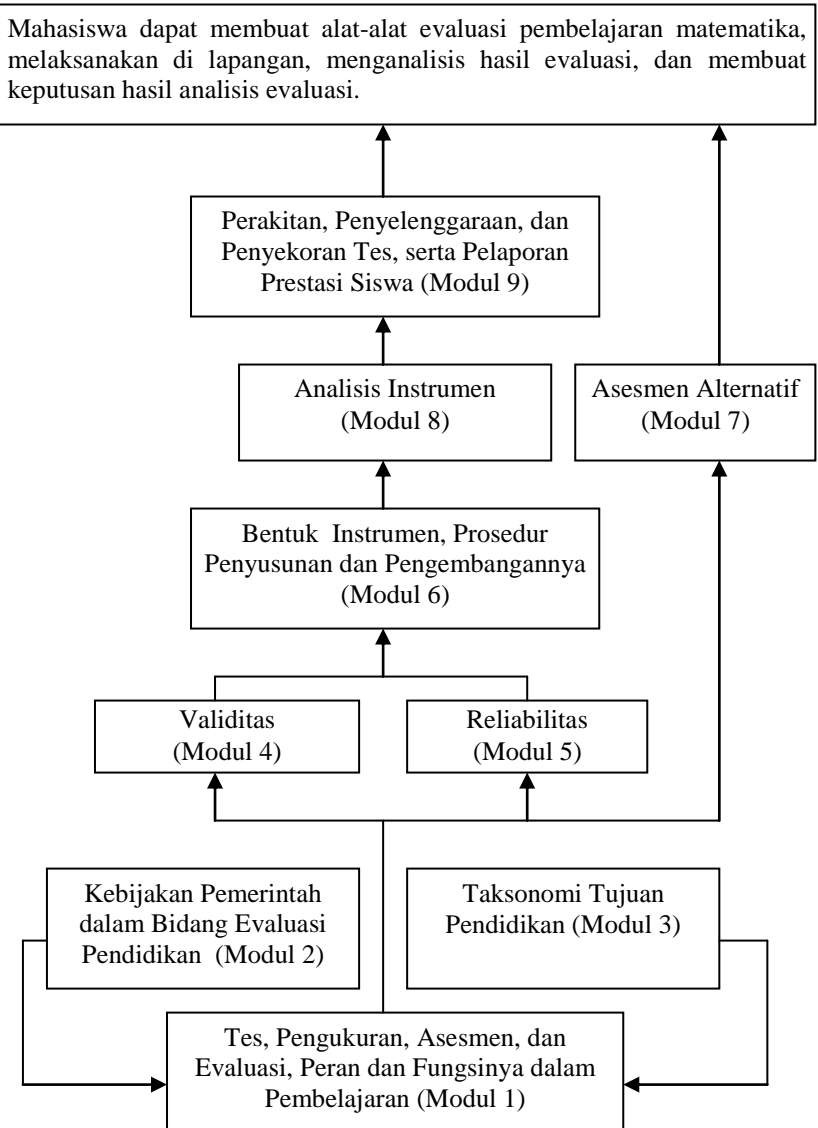 Mahasiswa dapat membuat alat-alat evaluasi pembelajaran matematika,
melaksanakan di lapangan, menganalisis hasil evaluasi, dan membuat
keputusan hasil analisis evaluasi.
Perakitan, Penyelenggaraan, dan
Penyekoran Tes, serta Pelaporan
Prestasi Siswa (Modul 9)
Analisis Instrumen
(Modul 8)
Asesmen Alternatif
(Modul 7)
Bentuk Instrumen, Prosedur
Penyusunan dan Pengembangannya
(Modul 6)
Validitas
(Modul 4)
Reliabilitas
(Modul 5)
Kebijakan Pemerintah
dalam Bidang Evaluasi
Pendidikan (Modul 2)
Taksonomi Tujuan
Pendidikan (Modul 3)
Tes, Pengukuran, Asesmen, dan
Evaluasi, Peran dan Fungsinya dalam
Pembelajaran (Modul 1)